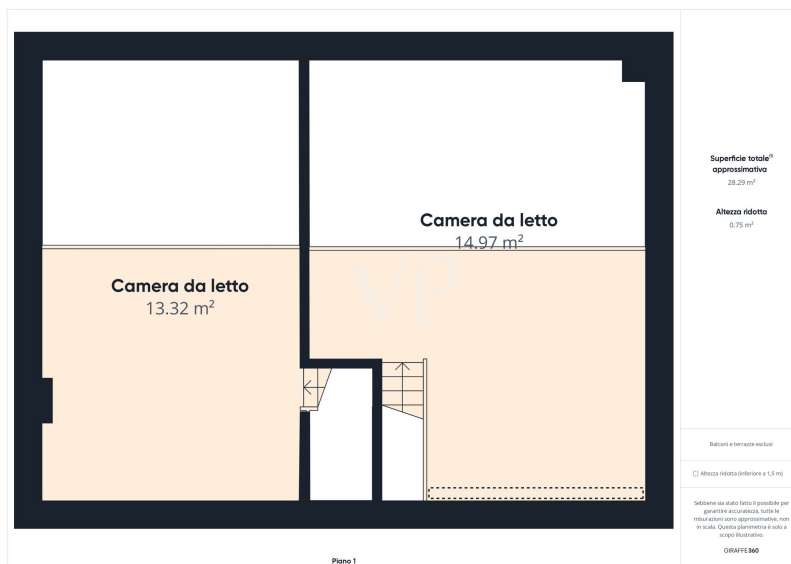 Camera da letto
14.97 m²
Camera da letto
13.32 m²
VP
Piano 1
Superficie totale⁽¹⁾
approssimativa
28.29 m²
Altezza ridotta
0.75 m²
Balconi e terrazze esclusi
Altezza ridotta (inferiore a 1,5 m)
Sebbene sia stato fatto il possibile per
garantire accuratezza, tutte le
misurazioni sono approssimative, non
in scala. Questa planimetria è solo a
scopo illustrativo.
GIRAFFE360